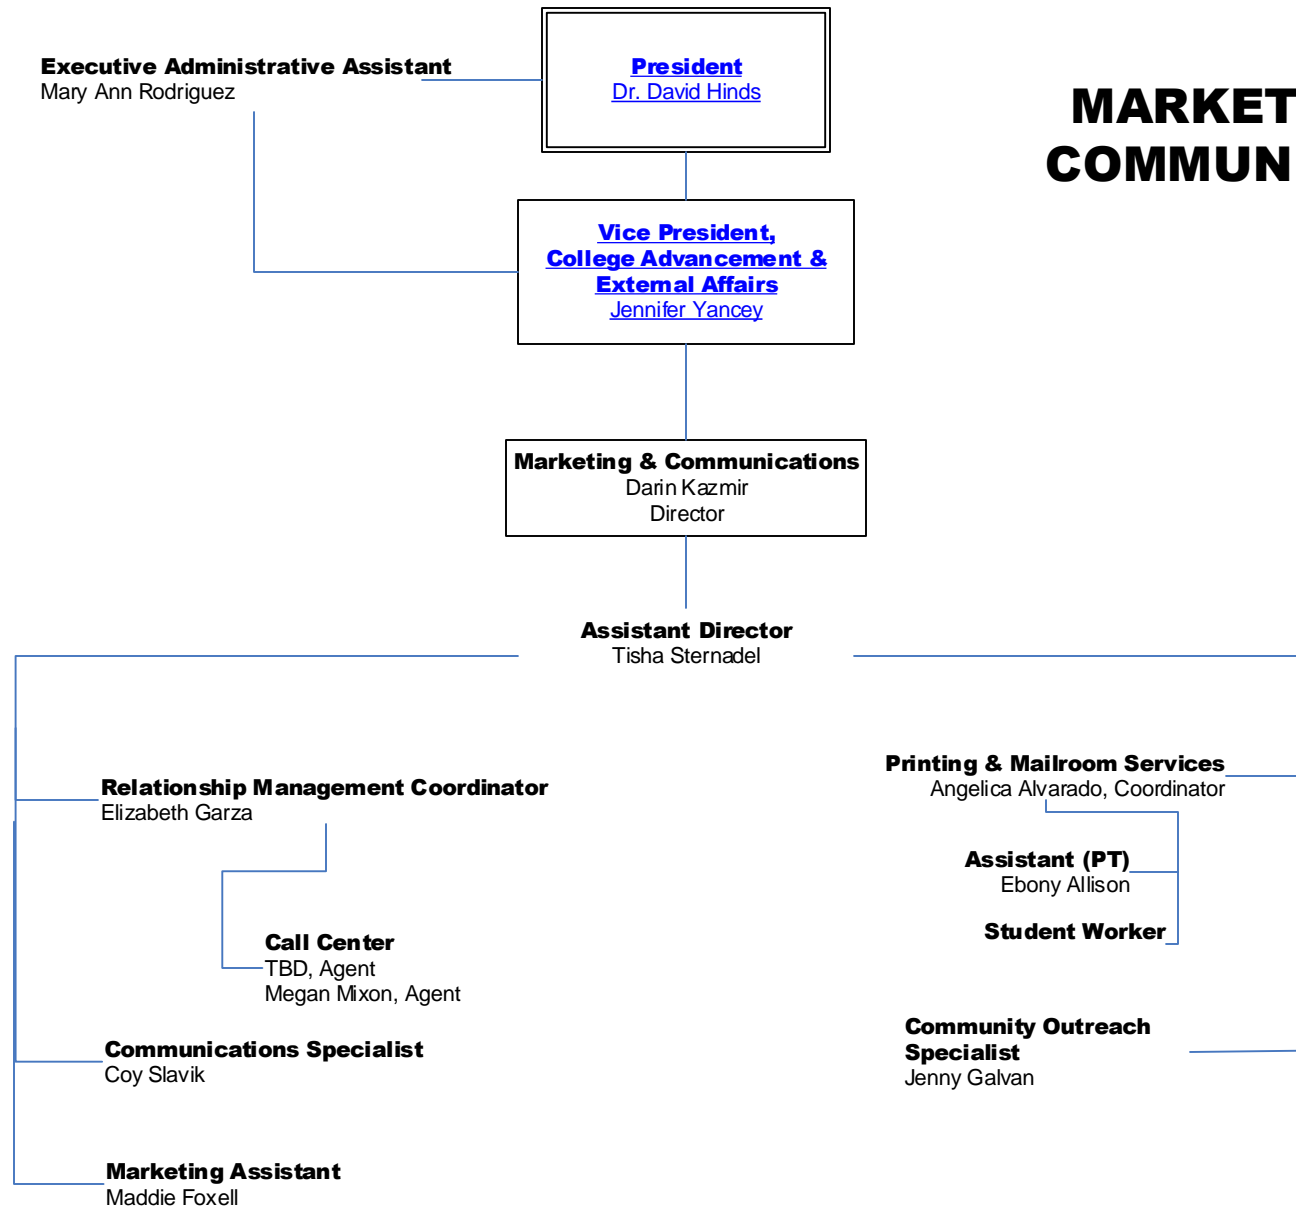 Executive Administrative Assistant
Mary Ann Rodriguez
President
Dr. David Hinds
MARKET
COMMUN
Vice President,
College Advancement &
External Affairs
Jennifer Yancey
Marketing & Communications
Darin Kazmir
Director
Assistant Director
Tisha Sternadel
Relationship Management Coordinator
Elizabeth Garza
Call Center
TBD, Agent
Megan Mixon, Agent
Communications Specialist
Coy Slavik
Marketing Assistant
Maddie Foxell
Printing & Mailroom Services
Angelica Alvarado, Coordinator
Assistant (PT)
Ebony Allison
Student Worker
Community Outreach
Specialist
Jenny Galvan